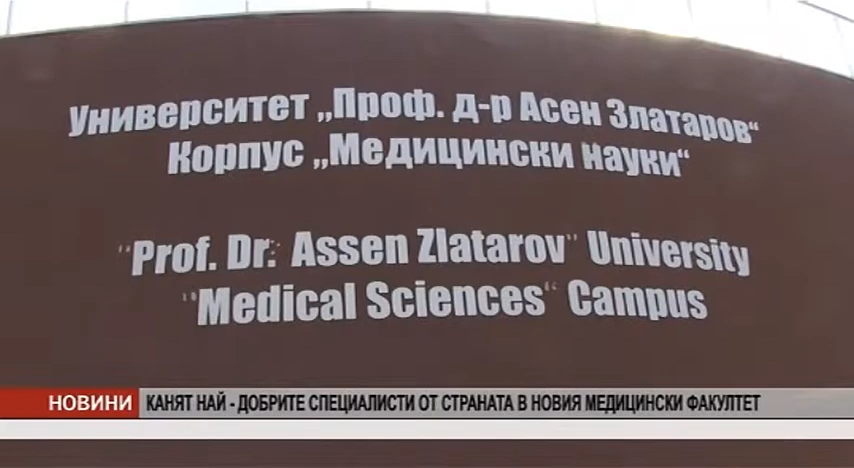 Университет „Проф. д-р Асен Златаров“
Корпус „Медицински науки“
"Prof. Dr. Assen Zlatarov" University
"Medical Sciences" Campus
НОВИНИ КАНЯТ НАЙ - ДОБРИТЕ СПЕЦИАЛИСТИ ОТ СТРАНАТА В НОВИЯ МЕДИЦИНСКИ ФАКУЛТЕТ